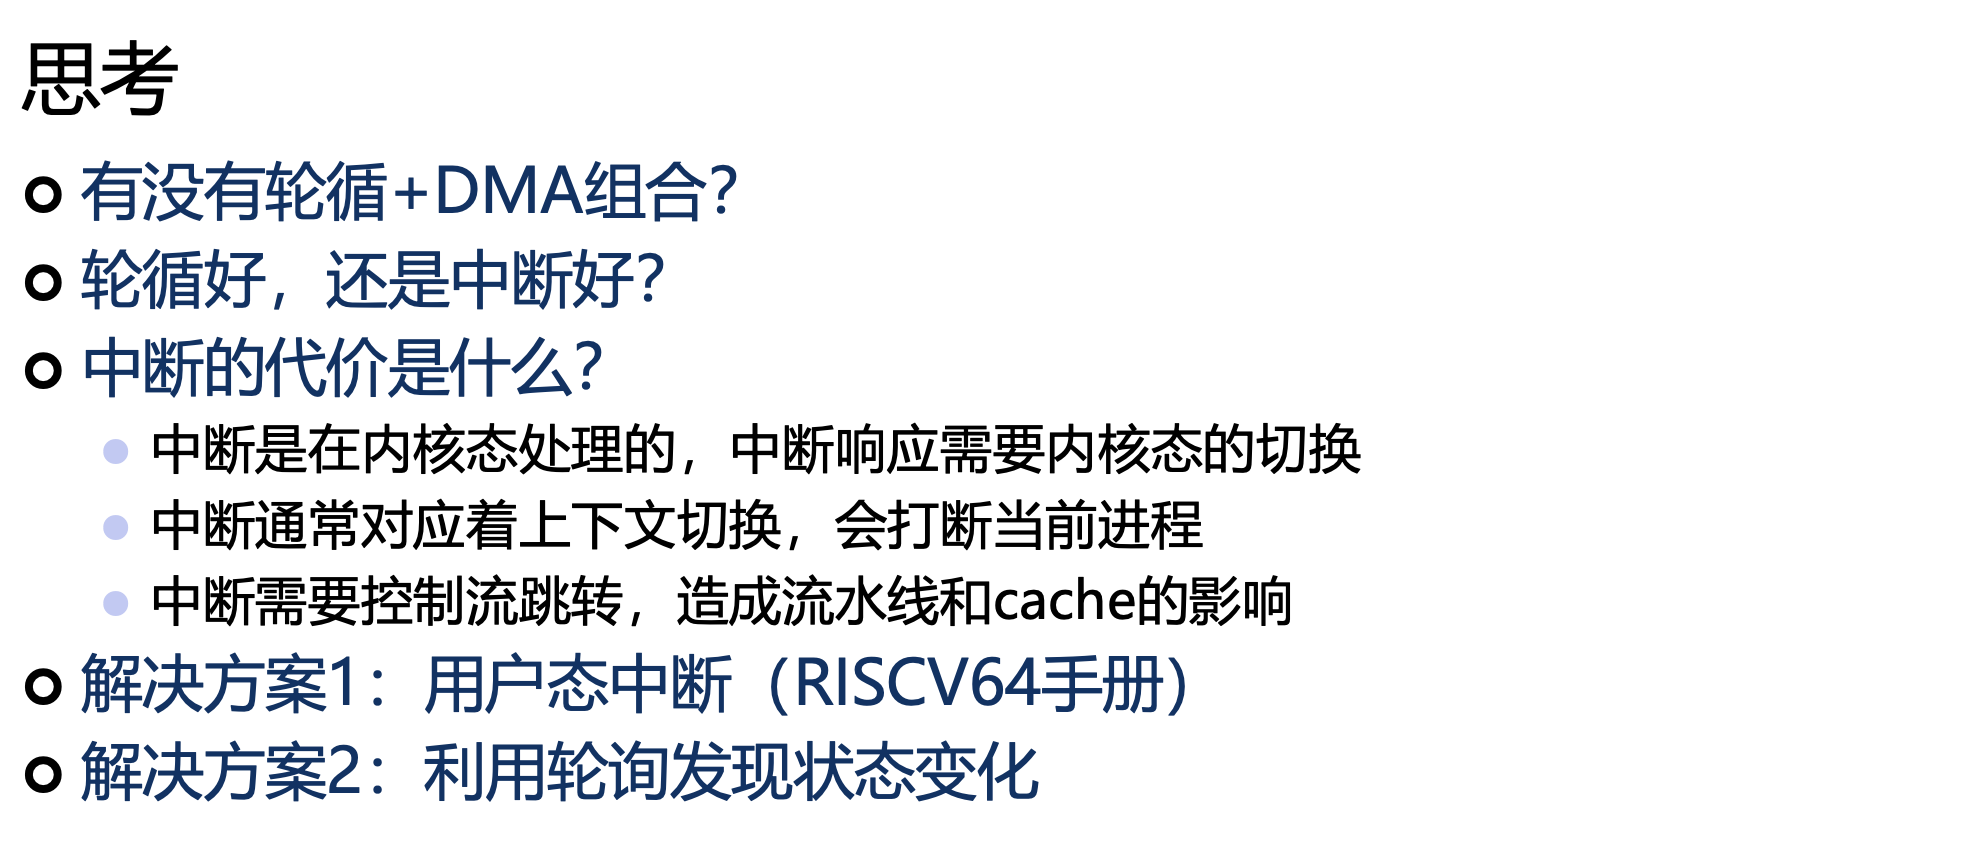 思考
有没有轮循+DMA组合？
轮循好，还是中断好？
中断的代价是什么？
中断是在内核态处理的，中断响应需要内核态的切换
中断通常对应着上下文切换，会打断当前进程
中断需要控制流跳转，造成流水线和cache的影响
解决方案1：用户态中断（RISCV64手册）
解决方案2：利用轮询发现状态变化